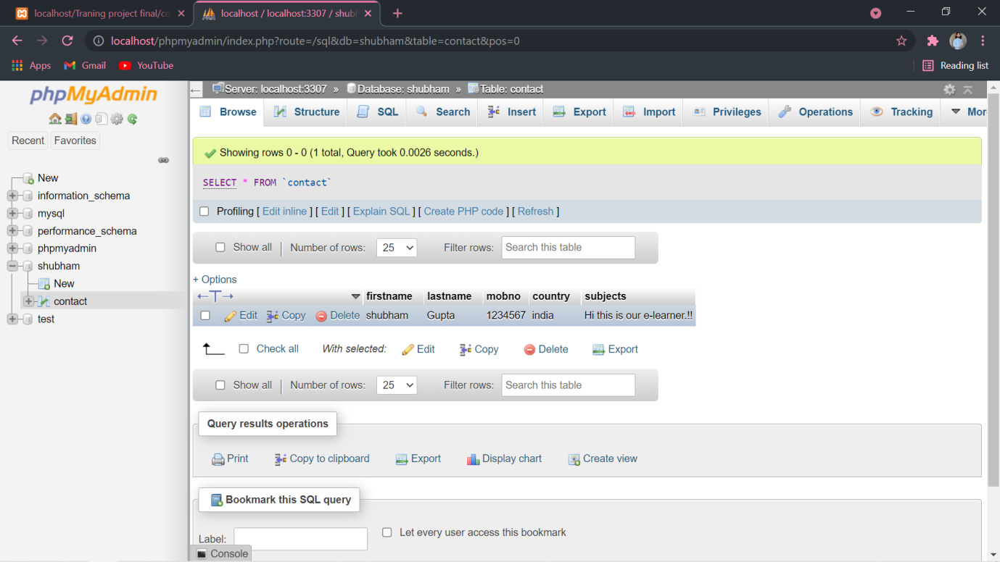 localhost/Traning project final/co
localhost / localhost:3307 / shub
localhost/phpmyadmin/index.php?route=/sql&db=shubham&table=contact&pos=0
Apps Gmail YouTube Reading list
phpMyAdmin
Recent Favorites
New
information_schema
mysql
performance_schema
phpmyadmin
shubham
New
contact
test
Server: localhost:3307 » Database: shubham » Table: contact
Browse Structure SQL Search Insert Export Import Privileges Operations Tracking Mor
Showing rows 0 - 0 (1 total, Query took 0.0026 seconds.)
SELECT * FROM `contact`
Profiling [ Edit inline ] [ Edit ] [ Explain SQL ] [ Create PHP code ] [ Refresh ]
Show all | Number of rows: 25 Filter rows: Search this table
+ Options
←T→ firstname lastname mobno country subjects
Edit Copy Delete shubham Gupta 1234567 india Hi this is our e-learner.!!
Check all With selected: Edit Copy Delete Export
Show all | Number of rows: 25 Filter rows: Search this table
Query results operations
Print Copy to clipboard Export Display chart Create view
Bookmark this SQL query
Label: Let every user access this bookmark
Console